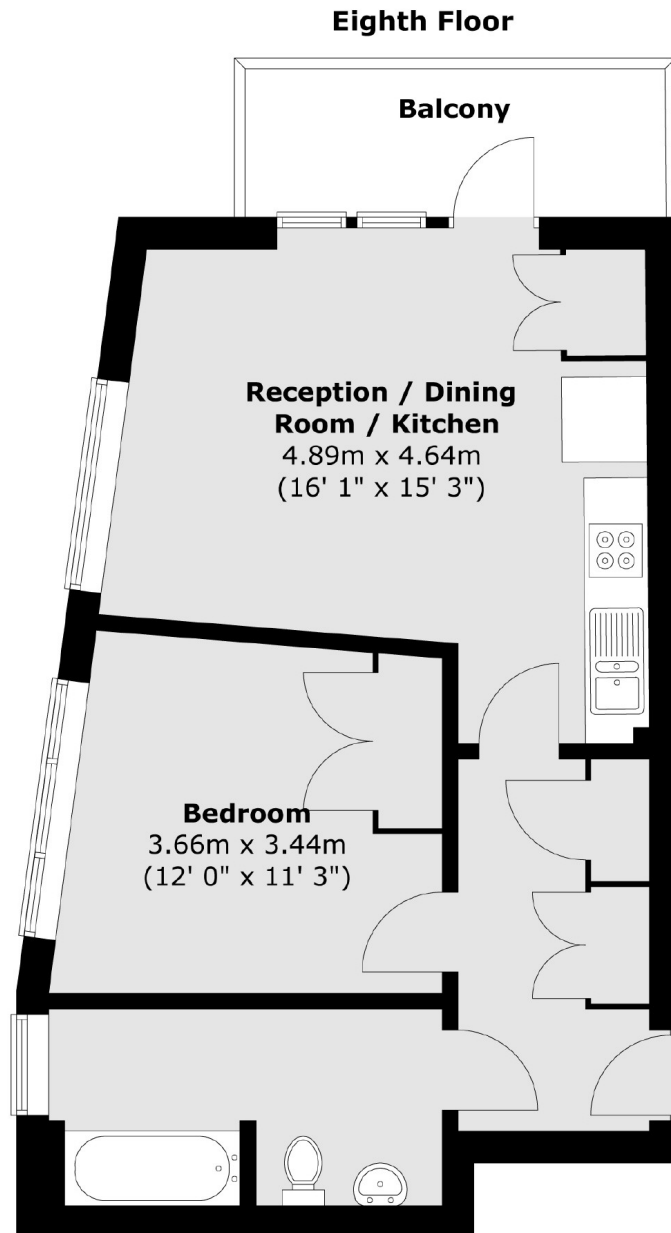 Eighth Floor
Balcony
Reception / Dining
Room / Kitchen
4.89m x 4.64m
(16' 1" x 15' 3")
Bedroom
3.66m x 3.44m
(12' 0" x 11' 3")